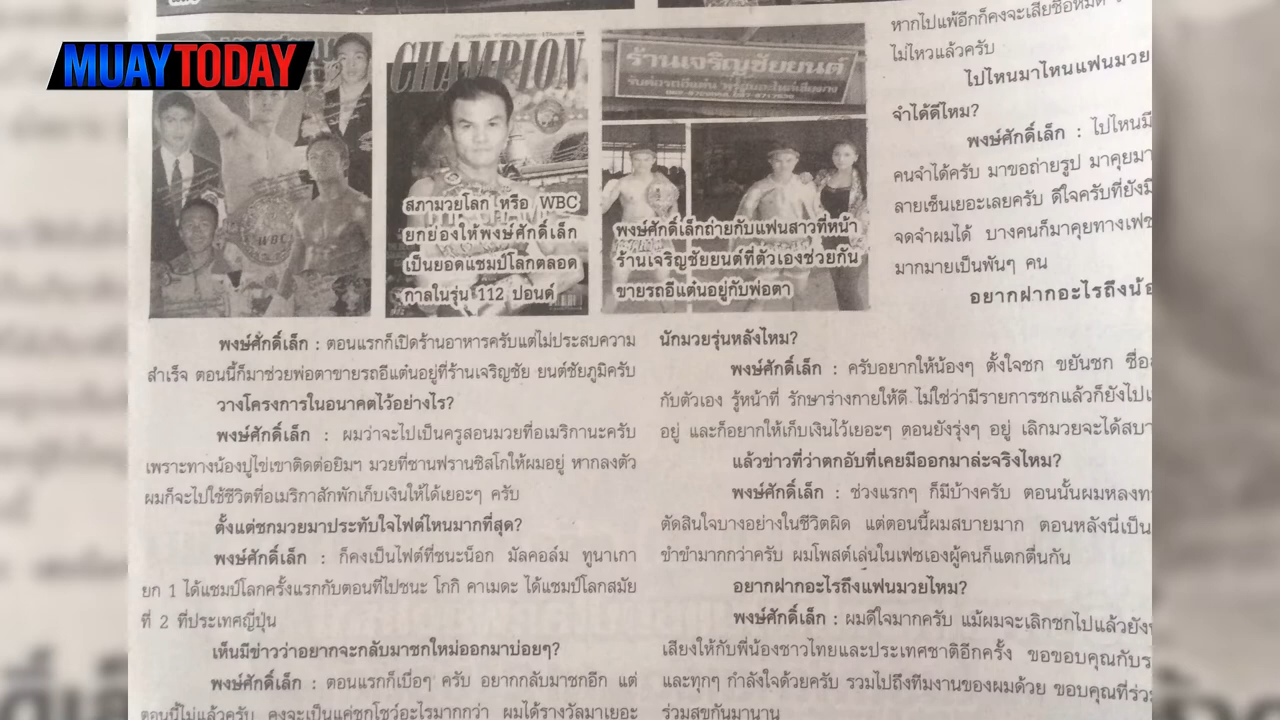 MUAYTODAY
CHAMPION
ร้านเจริญชัยยนต์
สภามวยโลกหรือ WBC
ยกย่องให้พงษ์ศักดิ์เล็ก
เป็นยอดแชมป์โลกตลอด
กาลในรุ่น 112 ปอนด์
พงษ์ศักดิ์เล็กถ่ายกับแฟนสาวที่หน้า
ร้านเจริญชัยยนต์ที่ตัวเองช่วยกัน
ขายรถอีแต๋นอยู่กับพ่อตา
พงษ์ศักดิ์เล็ก : ตอนแรกก็เปิดร้านอาหารครับแต่ไม่ประสบความ
สำเร็จ ตอนนี้ก็มาช่วยพ่อตาขายรถอีแต๋นอยู่ที่ร้านเจริญชัย ยนต์ชัยภูมิครับ
วางโครงการในอนาคตไว้อย่างไร?
พงษ์ศักดิ์เล็ก : ผมว่าจะไปเป็นครูสอนมวยที่อเมริกานะครับ
เพราะทางน้องปูไข่เขาติดต่อยิมฯ มวยที่ซานฟรานซิสโกให้ผมอยู่ หากลงตัว
ผมก็จะไปใช้ชีวิตที่อเมริกาสักพักเก็บเงินให้ได้เยอะๆ ครับ
ตั้งแต่ชกมวยมาประทับใจไฟต์ไหนมากที่สุด?
พงษ์ศักดิ์เล็ก : ก็คงเป็นไฟต์ที่ชนะน็อก มัลคอล์ม ทูนาเกา
ยก 1 ได้แชมป์โลกครั้งแรกกับตอนที่ไปชนะ โกกิ คาเมดะ ได้แชมป์โลกสมัย
ที่ 2 ที่ประเทศญี่ปุ่น
เห็นมีข่าวว่าอยากจะกลับมาชกใหม่ออกมาบ่อยๆ?
พงษ์ศักดิ์เล็ก : ตอนแรกก็เบื่อๆ ครับ อยากกลับมาชกอีก แต่
ตอนนี้ไม่แล้วครับ คงจะเป็นแค่ชกโชว์อะไรมากกว่า ผมได้รางวัลมาเยอะ
หากไปแพ้อีกก็คงจะเสียชื่อหมด
ไม่ไหวแล้วครับ
ไปไหนมาไหนแฟนมวย
จำได้ดีไหม?
พงษ์ศักดิ์เล็ก : ไปไหนมี
คนจำได้ครับ มาขอถ่ายรูป มาคุยมา
ลายเซ็นเยอะเลยครับ ดีใจครับที่ยังมี
จดจำผมได้ บางคนก็มาคุยทางเฟซ
มากมายเป็นพันๆ คน
อยากฝากอะไรถึงน้อ
นักมวยรุ่นหลังไหม?
พงษ์ศักดิ์เล็ก : ครับอยากให้น้องๆ ตั้งใจชก ขยันชก ซื่อ
กับตัวเอง รู้หน้าที่ รักษาร่างกายให้ดี ไม่ใช่ว่ามีรายการชกแล้วก็ยังไป
อยู่ และก็อยากให้เก็บเงินไว้เยอะๆ ตอนยังรุ่งๆ อยู่ เลิกมวยจะได้สบา
แล้วข่าวที่ว่าตกอับที่เคยมีออกมาล่ะจริงไหม?
พงษ์ศักดิ์เล็ก : ช่วงแรกๆ ก็มีบ้างครับ ตอนนั้นผมหลงท
ตัดสินใจบางอย่างในชีวิตผิด แต่ตอนนี้ผมสบายมาก ตอนหลังนี่เป็น
ขำขำมากกว่าครับ ผมโพสต์เล่นในเฟซเองผู้คนก็แตกตื่นกัน
อยากฝากอะไรถึงแฟนมวยไหม?
พงษ์ศักดิ์เล็ก : ผมดีใจมากครับ แม้ผมจะเลิกชกไปแล้วยัง
เสียงให้กับพี่น้องชาวไทยและประเทศชาติอีกครั้ง ขอขอบคุณกับร
และทุกๆ กำลังใจด้วยครับ รวมไปถึงทีมงานของผมด้วย ขอบคุณที่ร่ว
ร่วมสุขกันมานาน